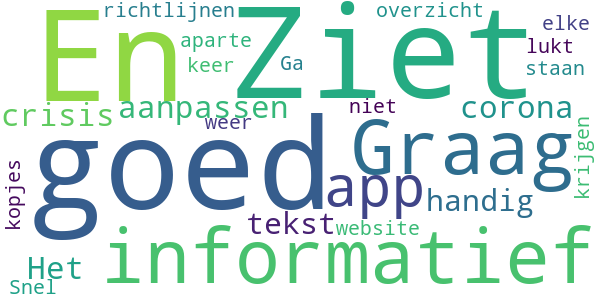 En
richtlijnen
Ziet
overzicht
elke
aparte
lukt
keer
Ga
staan
crisis
aanpassen
niet
corona
weer
goed
Graag
krijgen
kopjes
app
handig
tekst
website
informatief
Het
Snel